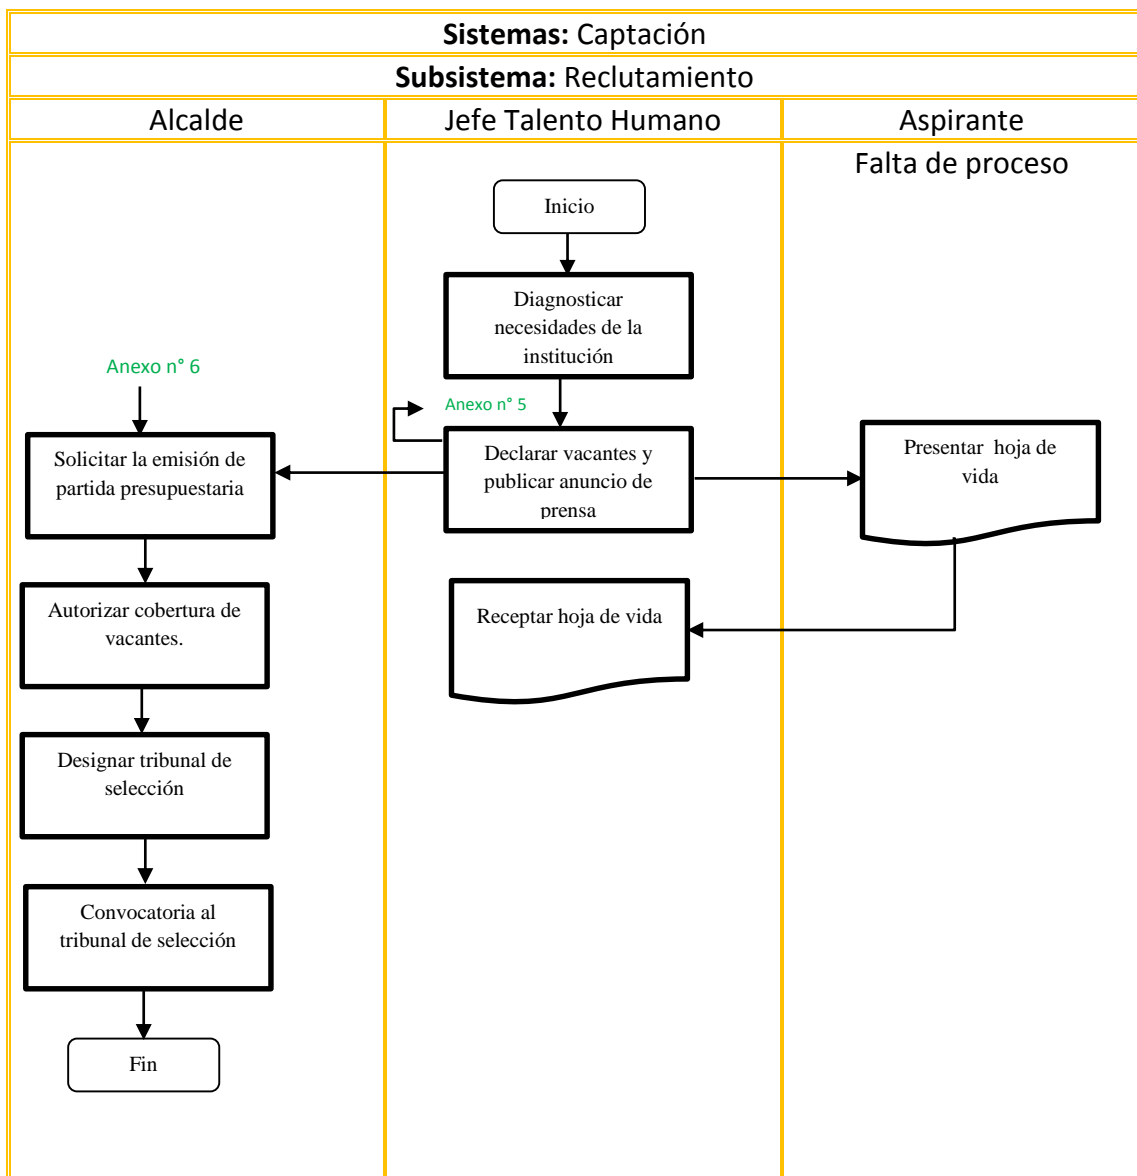 Sistemas: Captación
Subsistema: Reclutamiento
Alcalde
Jefe Talento Humano
Aspirante
Falta de proceso
Inicio
Diagnosticar
necesidades de la
institución
Anexo n° 6
Anexo n° 5
Solicitar la emisión de
partida presupuestaria
Declarar vacantes y
publicar anuncio de
prensa
Presentar hoja de
vida
Autorizar cobertura de
vacantes.
Receptar hoja de vida
Designar tribunal de
selección
Convocatoria al
tribunal de selección
Fin